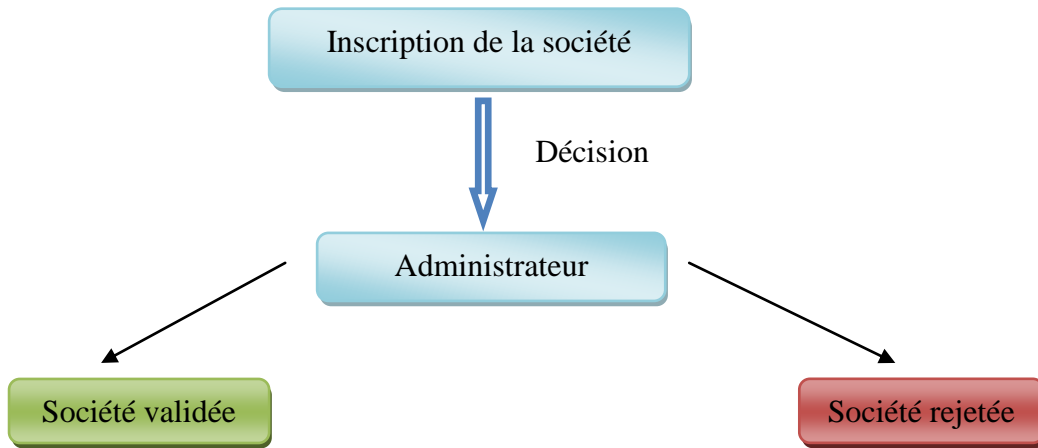 Inscription de la société
Décision
Administrateur
Société validée
Société rejetée